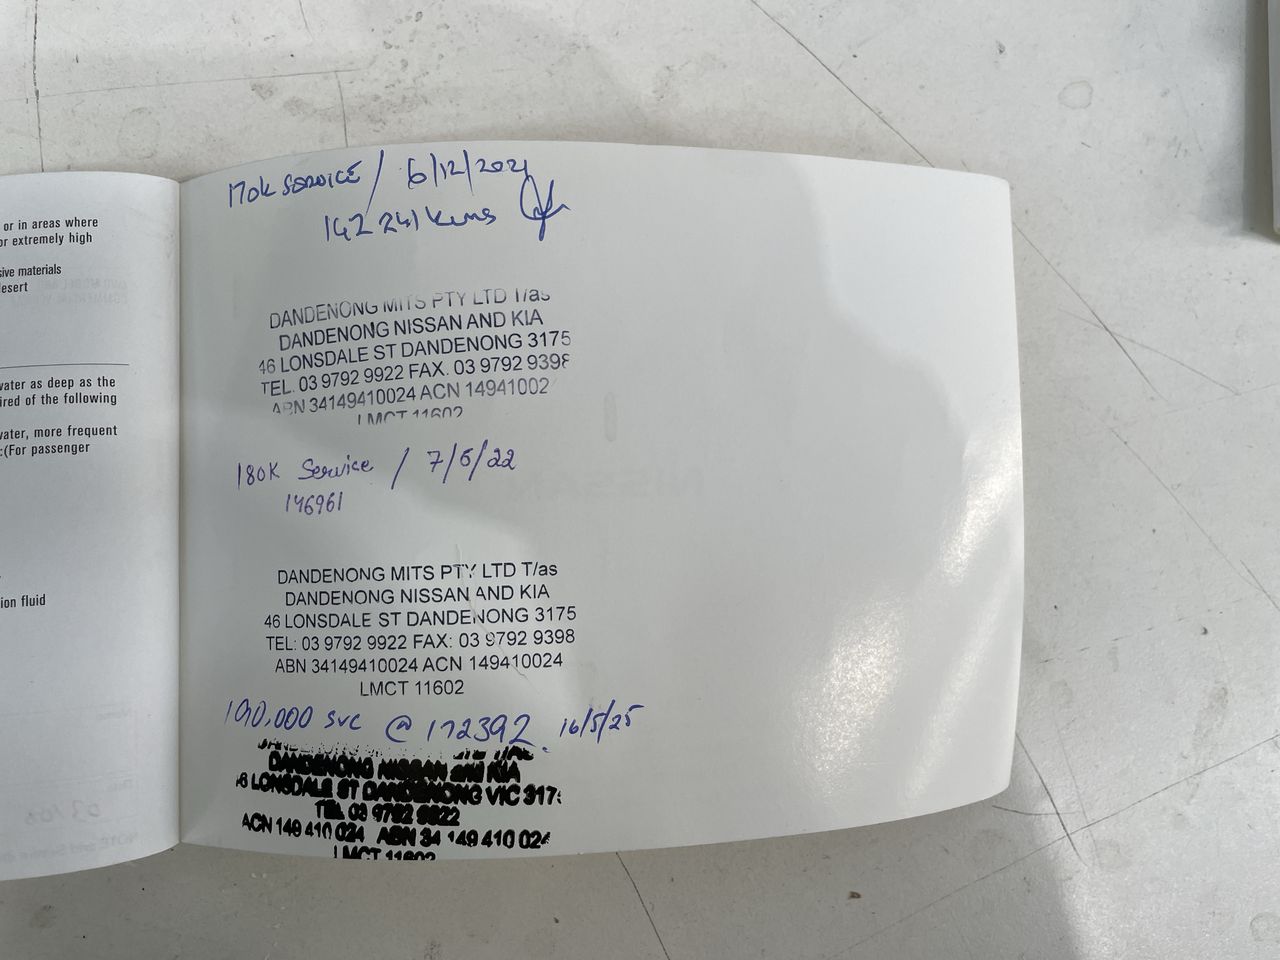 or in areas where
or extremely high
sive materials
desert
water as deep as the
ired of the following
water, more frequent
:(For passenger
ion fluid
170K SERVICE / 6/12/2021
142 241 Kms
DANDENONG MITS PTY LTD T/as
DANDENONG NISSAN AND KIA
46 LONSDALE ST DANDENONG 3175
TEL. 03 9792 9922 FAX. 03 9792 9398
ABN 34149410024 ACN 14941002
LMCT 11602
180K Service / 7/6/22
146961
DANDENONG MITS PTY LTD T/as
DANDENONG NISSAN AND KIA
46 LONSDALE ST DANDENONG 3175
TEL: 03 9792 9922 FAX: 03 9792 9398
ABN 34149410024 ACN 149410024
LMCT 11602
190,000 SVC @ 172392. 16/5/25
DANDENONG NISSAN and KIA
46 LONSDALE ST DANDENONG VIC 317
TEL 03 9792 9922
ACN 149 410 024 ABN 34 149 410 024
LMCT 11602